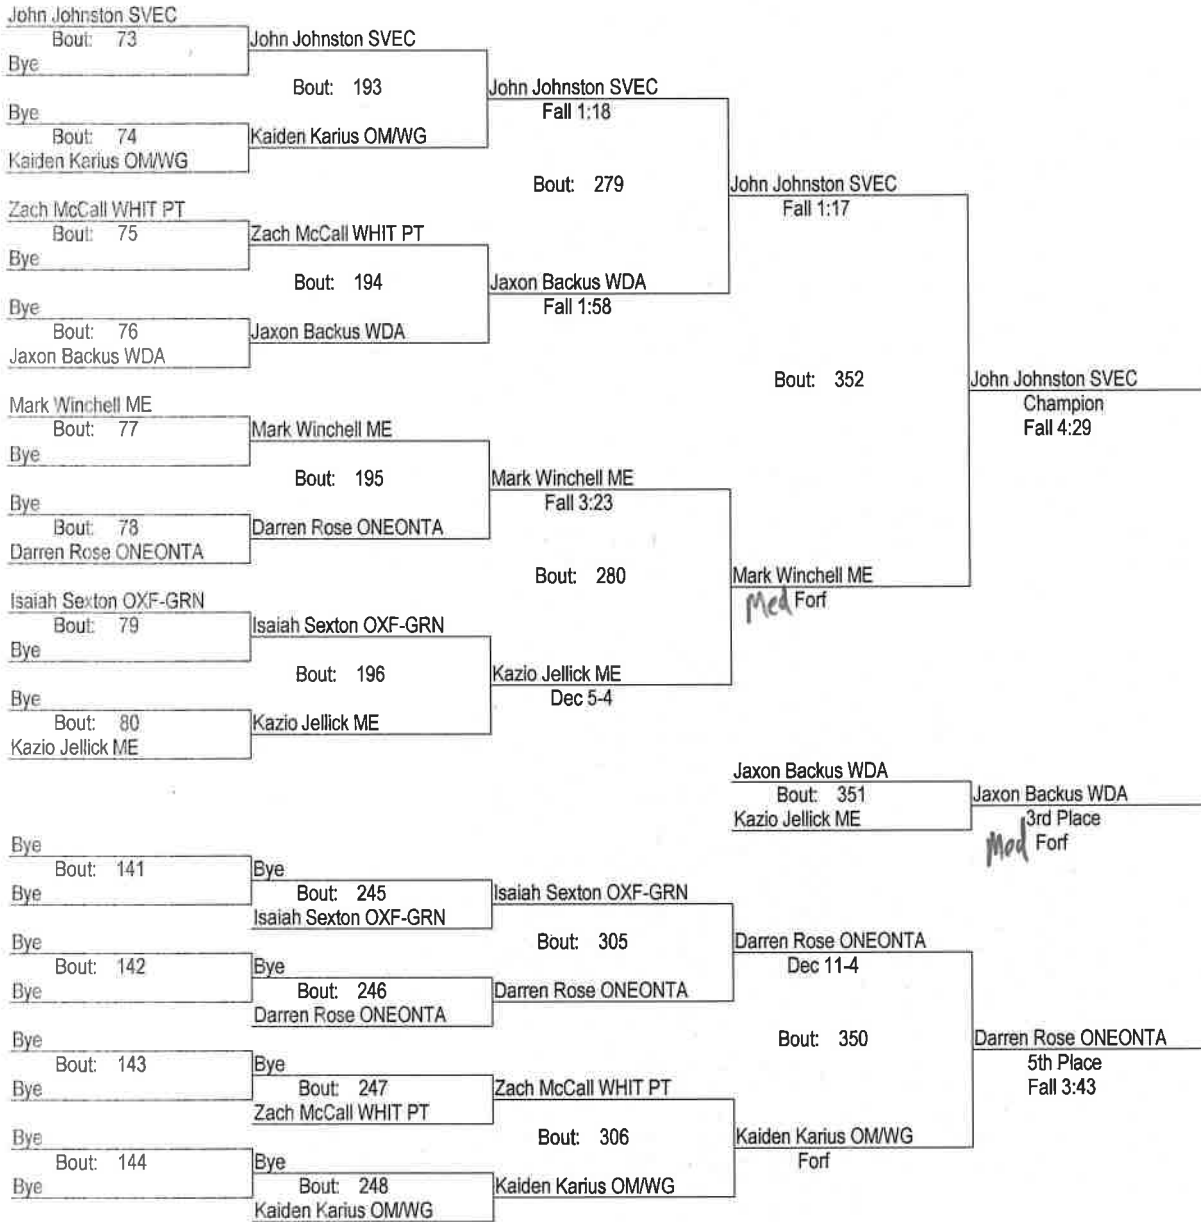 John Johnston SVEC
Bout: 73
Bye
John Johnston SVEC
Bout: 193
Bye
Bout: 74
Kaiden Karius OM/WG
Kaiden Karius OM/WG
John Johnston SVEC
Fall 1:18
Bout: 279
Zach McCall WHIT PT
Bout: 75
Bye
Zach McCall WHIT PT
Bout: 194
Bye
Bout: 76
Jaxon Backus WDA
Jaxon Backus WDA
Jaxon Backus WDA
Fall 1:58
John Johnston SVEC
Fall 1:17
Bout: 352
Mark Winchell ME
Bout: 77
Bye
Mark Winchell ME
Bout: 195
Bye
Bout: 78
Darren Rose ONEONTA
Darren Rose ONEONTA
Mark Winchell ME
Fall 3:23
Bout: 280
Isaiah Sexton OXF-GRN
Bout: 79
Bye
Isaiah Sexton OXF-GRN
Bout: 196
Bye
Bout: 80
Kazio Jellick ME
Kazio Jellick ME
Kazio Jellick ME
Dec 5-4
Mark Winchell ME
Med Forf
John Johnston SVEC
Champion
Fall 4:29
Jaxon Backus WDA
Bout: 351
Kazio Jellick ME
Jaxon Backus WDA
3rd Place
Med Forf
Bye
Bout: 141
Bye
Bye
Bout: 245
Isaiah Sexton OXF-GRN
Isaiah Sexton OXF-GRN
Bout: 305
Bye
Bout: 142
Bye
Bye
Bout: 246
Darren Rose ONEONTA
Darren Rose ONEONTA
Darren Rose ONEONTA
Dec 11-4
Bout: 350
Bye
Bout: 143
Bye
Bye
Bout: 247
Zach McCall WHIT PT
Zach McCall WHIT PT
Bout: 306
Bye
Bout: 144
Bye
Bye
Bout: 248
Kaiden Karius OM/WG
Kaiden Karius OM/WG
Kaiden Karius OM/WG
Forf
Darren Rose ONEONTA
5th Place
Fall 3:43